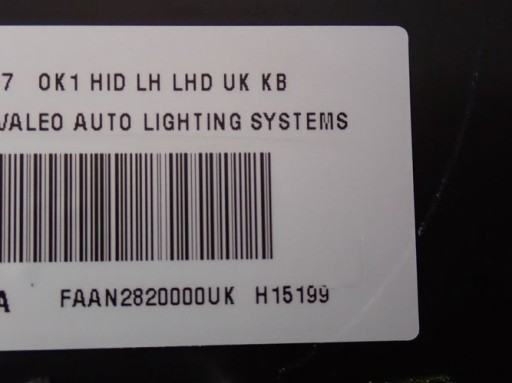 7 OK1 HID LH LHD UK KB
VALEO AUTO LIGHTING SYSTEMS
A FAAN2820000UK H15199